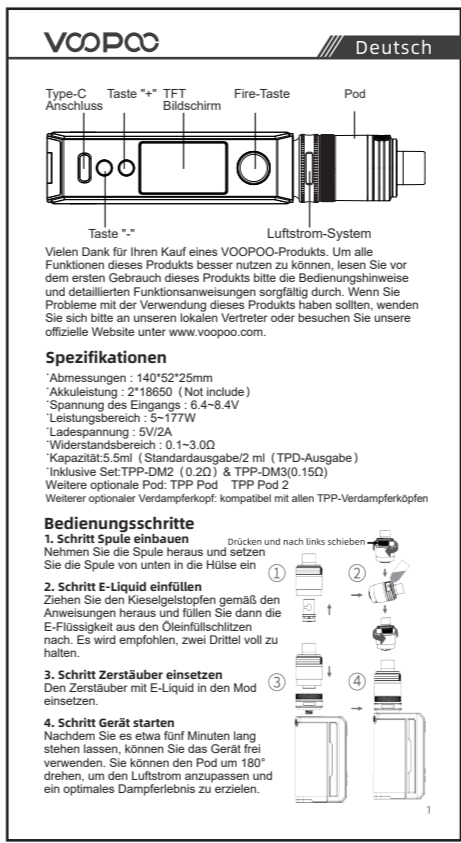 VOOPOO
Deutsch
Type-C Anschluss
Taste "+"
TFT Bildschirm
Fire-Taste
Pod
Taste "-"
Luftstrom-System
Vielen Dank für Ihren Kauf eines VOOPOO-Produkts. Um alle
Funktionen dieses Produkts besser nutzen zu können, lesen Sie vor
dem ersten Gebrauch dieses Produkts bitte die Bedienungshinweise
und detaillierten Funktionsanweisungen sorgfältig durch. Wenn Sie
Probleme mit der Verwendung dieses Produkts haben sollten, wenden
Sie sich bitte an unseren lokalen Vertreter oder besuchen Sie unsere
offizielle Website unter www.voopoo.com.
Spezifikationen
·Abmessungen : 140*52*25mm
·Akkuleistung : 2*18650 (Not include)
·Spannung des Eingangs : 6.4~8.4V
·Leistungsbereich : 5~177W
·Ladespannung : 5V/2A
·Widerstandsbereich : 0.1~3.0Ω
·Kapazität:5.5ml (Standardausgabe/2 ml (TPD-Ausgabe)
·Inklusive Set:TPP-DM2 (0.2Ω) & TPP-DM3(0.15Ω)
Weitere optionale Pod: TPP Pod TPP Pod 2
Weiterer optionaler Verdampferkopf: kompatibel mit allen TPP-Verdampferköpfen
Bedienungsschritte
1. Schritt Spule einbauen
Nehmen Sie die Spule heraus und setzen
Sie die Spule von unten in die Hülse ein
2. Schritt E-Liquid einfüllen
Ziehen Sie den Kieselgelstopfen gemäß den
Anweisungen heraus und füllen Sie dann die
E-Flüssigkeit aus den Öleinfüllschlitzen
nach. Es wird empfohlen, zwei Drittel voll zu
halten.
3. Schritt Zerstäuber einsetzen
Den Zerstäuber mit E-Liquid in den Mod
einsetzen.
4. Schritt Gerät starten
Nachdem Sie es etwa fünf Minuten lang
stehen lassen, können Sie das Gerät frei
verwenden. Sie können den Pod um 180°
drehen, um den Luftstrom anzupassen und
ein optimales Dampferlebnis zu erzielen.
Drücken und nach links schieben
①
②
③
④
1